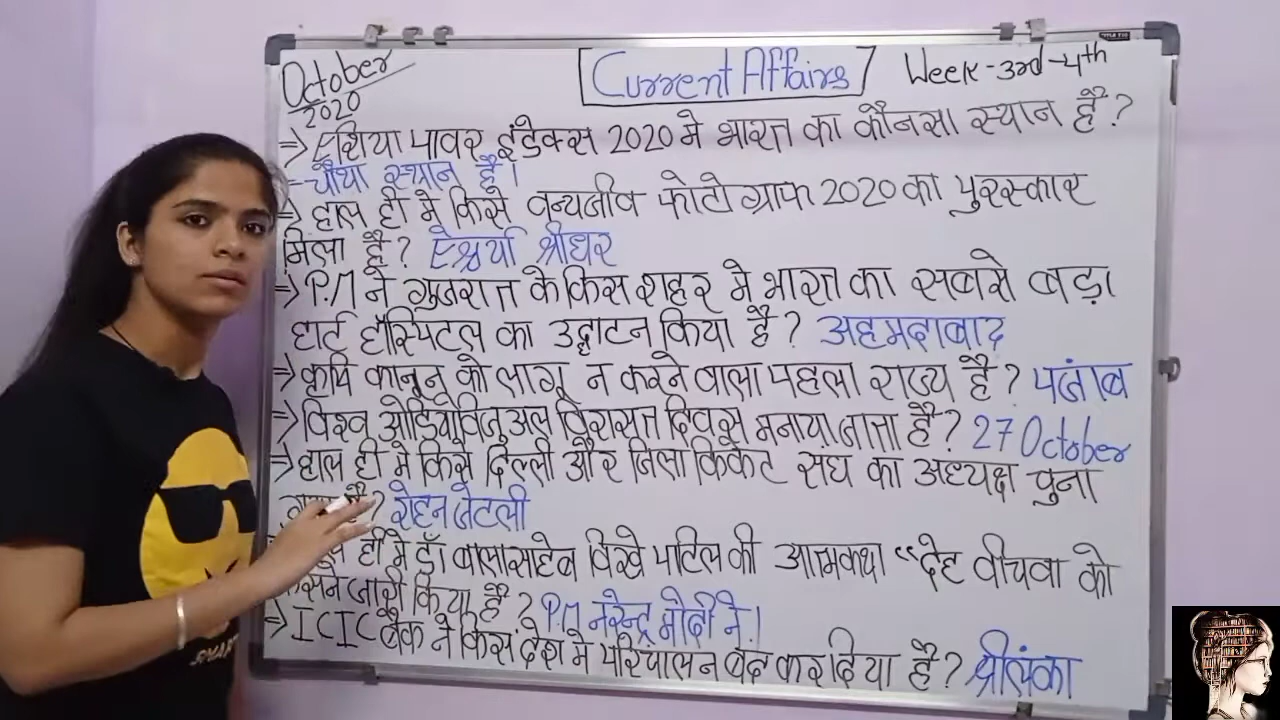 October
2020
Current Affairs
Week-3rd-4th
⇒ एशिया पावर इंडेक्स 2020 मे भारत का कौनसा स्थान है?
चौथा स्थान है।
⇒ हाल ही मे किसे वन्यजीव फोटोग्राफ 2020 का पुरस्कार
मिला है? ऐश्वर्या श्रीधर
⇒ P.M ने गुजरात के किस शहर मे भारत का सबसे बड़ा
हार्ट हॉस्पिटल का उद्घाटन किया है? अहमदाबाद
⇒ कृषि कानून को लागू न करने वाला पहला राज्य है? पंजाब
⇒ विश्व ऑडियोविजुअल विरासत दिवस मनाया जाता है? 27 October
⇒ हाल ही मे किसे दिल्ली और जिला क्रिकेट संघ का अध्यक्ष चुना
है? रोहन जेटली
ही मे डॉ बालासाहेब विखे पाटिल की आत्मकथा “देह वीचवा को
जारी किया है? P.M नरेन्द्र मोदी ने।
⇒ ICIC बैंक ने किस देश मे परिचालन बंद कर दिया है? श्रीलंका